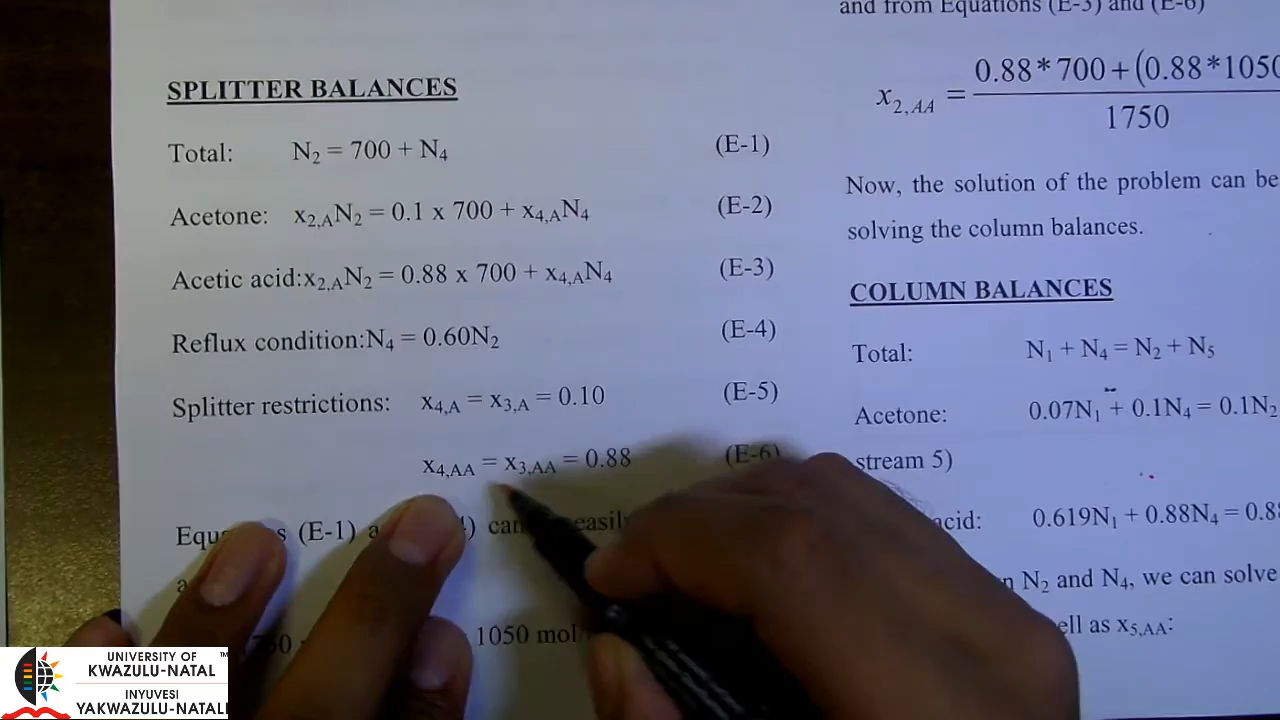 SPLITTER BALANCES
Total: N₂ = 700 + N₄ (E-1)
Acetone: x₂,ₐN₂ = 0.1 x 700 + x₄,ₐN₄ (E-2)
Acetic acid:x₂,ₐN₂ = 0.88 x 700 + x₄,ₐN₄ (E-3)
Reflux condition:N₄ = 0.60N₂ (E-4)
Splitter restrictions: x₄,ₐ = x₃,ₐ = 0.10 (E-5)
x₄,ₐₐ = x₃,ₐₐ = 0.88 (E-6)
(E-1)
1050 mol
and from Equations (E-3) and (E-6)
x₂,ₐₐ = 0.88*700+(0.88*1050
1750
Now, the solution of the problem can be
solving the column balances.
COLUMN BALANCES
Total: N₁ + N₄ = N₂ + N₅
Acetone: 0.07N₁ + 0.1N₄ = 0.1N₂
stream 5)
acid: 0.619N₁ + 0.88N₄ = 0.8
N₂ and N₄, we can solve
x₅,ₐₐ:
UNIVERSITY OF ™
KWAZULU-NATAL
INYUVESI
YAKWAZULU-NATALI